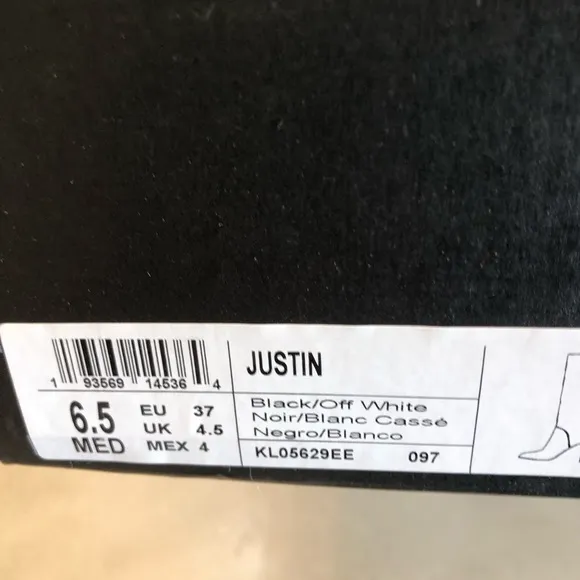 1 93569 14536 4
6.5
MED
EU 37
UK 4.5
MEX 4
JUSTIN
Black/Off White
Noir/Blanc Cassé
Negro/Blanco
KL05629EE 097